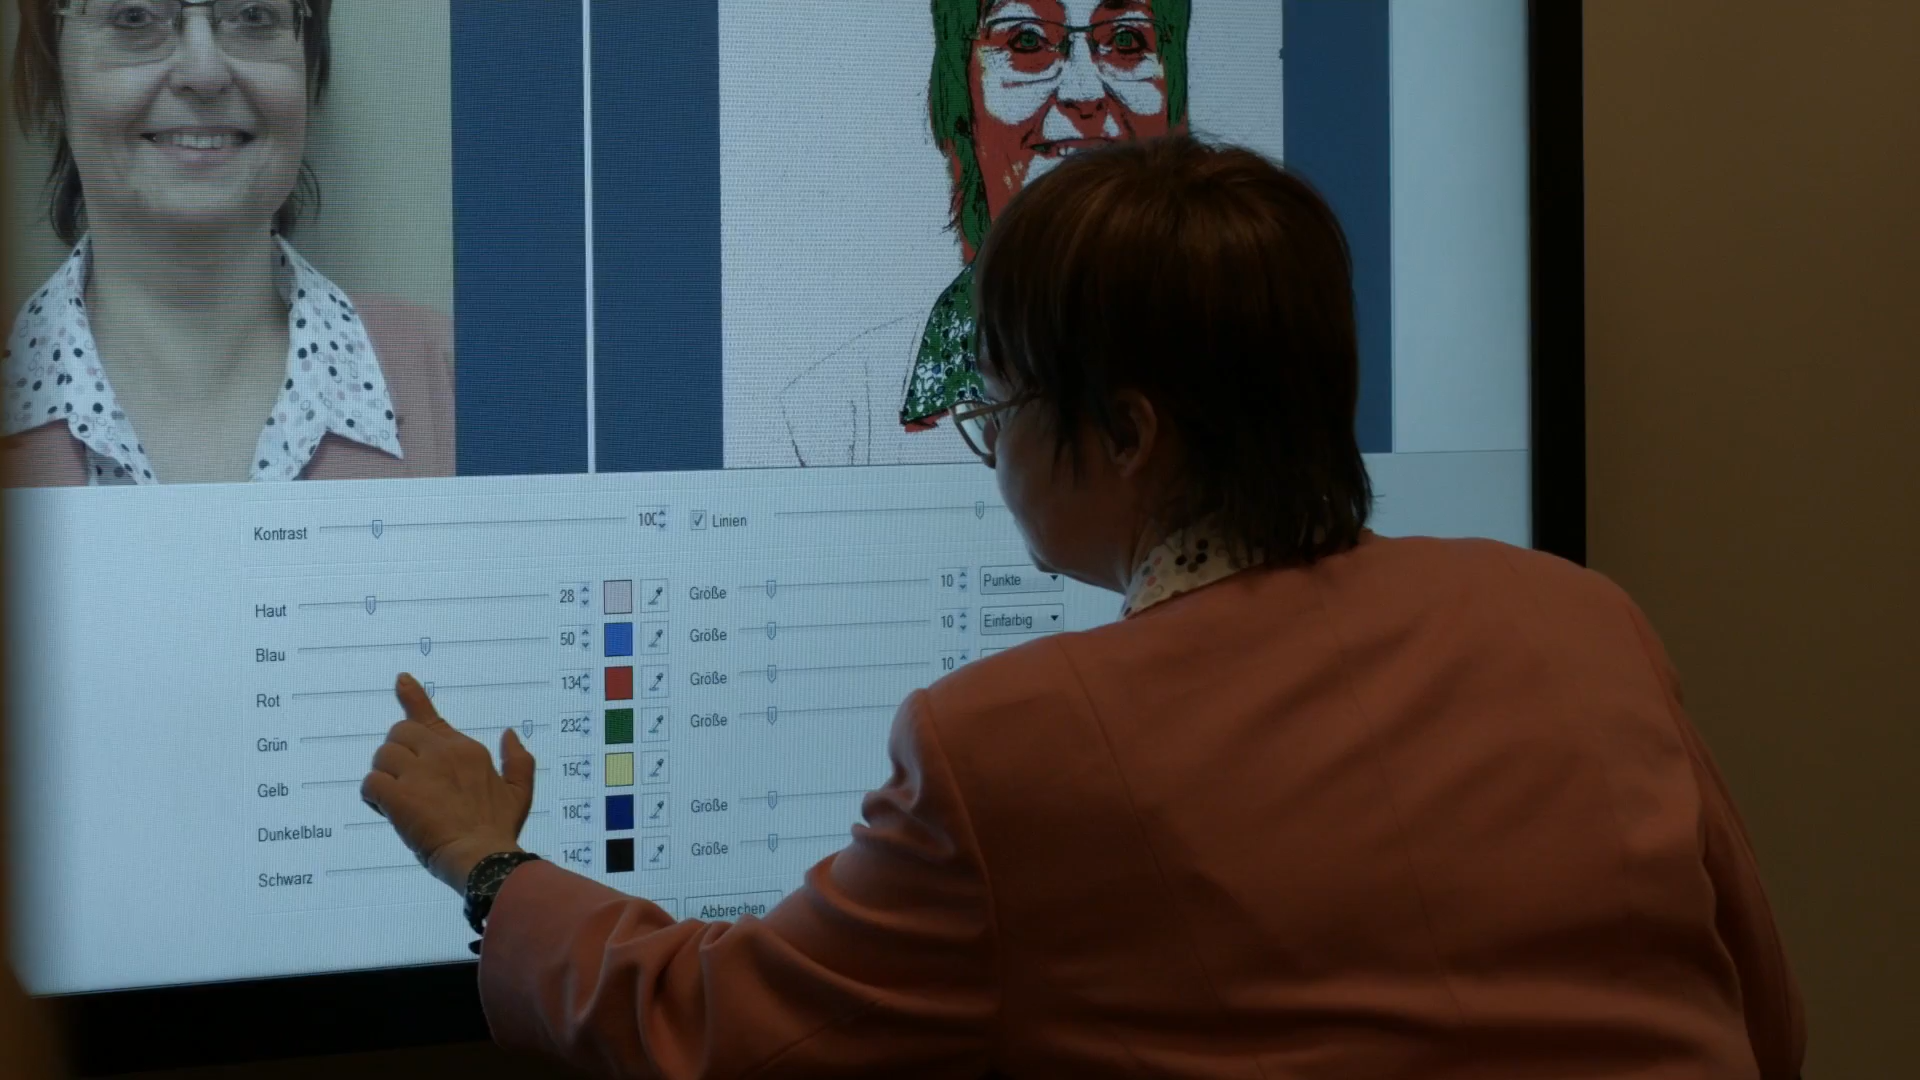 Kontrast 100 Linien
Haut 28 Größe 10 Punkte
Blau 50 Größe 10 Einfarbig
Rot 134 Größe 10
Grün 232 Größe
Gelb 150
Dunkelblau 180 Größe
Schwarz 140 Größe
Abbrechen